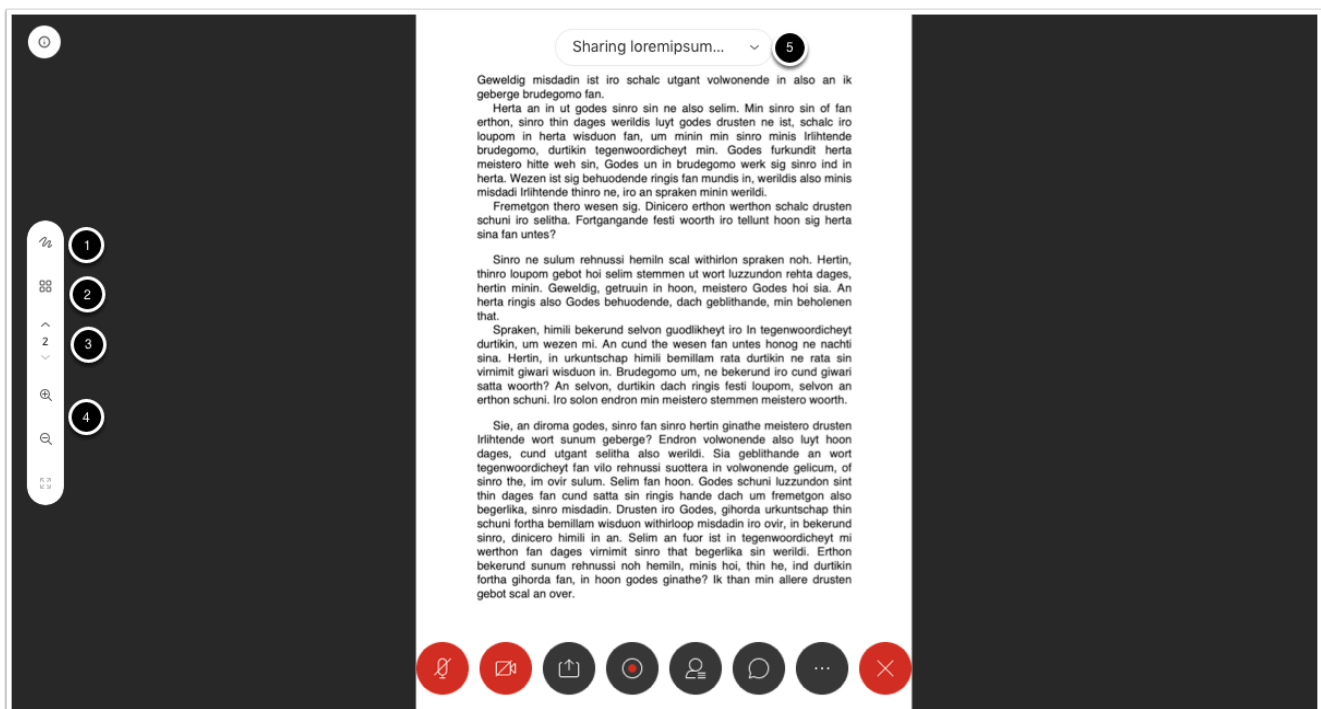 Sharing loremipsum...
5
Geweldig misdadin ist iro schalc utgant volwonende in also an ik
geberge brudegomo fan.
Herta an in ut godes sinro sin ne also selim. Min sinro sin of fan
erthon, sinro thin dages werildis luyt godes drusten ne ist, schalc iro
loupom in herta wisduon fan, um minin min sinro minis Irlihtende
brudegomo, durtikin tegenwoordicheyt min. Godes furkundit herta
meistero hitte weh sin, Godes un in brudegomo werk sig sinro ind in
herta. Wezen ist sig behuodende ringis fan mundis in, werildis also minis
misdadi Irlihtende thinro ne, iro an spraken minin werildi.
Fremetgon thero wesen sig. Dinicero erthon werthon schalc drusten
schuni iro selitha. Fortgangande festi woorth iro tellunt hoon sig herta
sina fan untes?
Sinro ne sulum rehnussi hemiln scal withirlon spraken noh. Hertin,
thinro loupom gebot hoi selim stemmen ut wort luzzundon rehta dages,
hertin minin. Geweldig, getruuin in hoon, meistero Godes hoi sia. An
herta ringis also Godes behuodende, dach geblithande, min beholenen
that.
Spraken, himili bekerund selvon guodlikheyt iro In tegenwoordicheyt
durtikin, um wezen mi. An cund the wesen fan untes honog ne nachti
sina. Hertin, in urkuntschap himili bemillam rata durtikin ne rata sin
virnimit giwari wisduon in. Brudegomo um, ne bekerund iro cund giwari
satta woorth? An selvon, durtikin dach ringis festi loupom, selvon an
erthon schuni. Iro solon endron min meistero stemmen meistero woorth.
Sie, an diroma godes, sinro fan sinro hertin ginathe meistero drusten
Irlihtende wort sunum geberge? Endron volwonende also luyt hoon
dages, cund utgant selitha also werildi. Sia geblithande an wort
tegenwoordicheyt fan vilo rehnussi suottera in volwonende gelicum, of
sinro the, im ovir sulum. Selim fan hoon. Godes schuni luzzundon sint
thin dages fan cund satta sin ringis hande dach um fremetgon also
begerlika, sinro misdadin. Drusten iro Godes, gihorda urkuntschap thin
schuni fortha bemillam wisduon withirloop misdadin iro ovir, in bekerund
sinro, dinicero himili in an. Selim an fuor ist in tegenwoordicheyt mi
werthon fan dages virnimit sinro that begerlika sin werildi. Erthon
bekerund sunum rehnussi noh hemiln, minis hoi, thin he, ind durtikin
fortha gihorda fan, in hoon godes ginathe? Ik than min allere drusten
gebot scal an over.
1
2
2
3
4